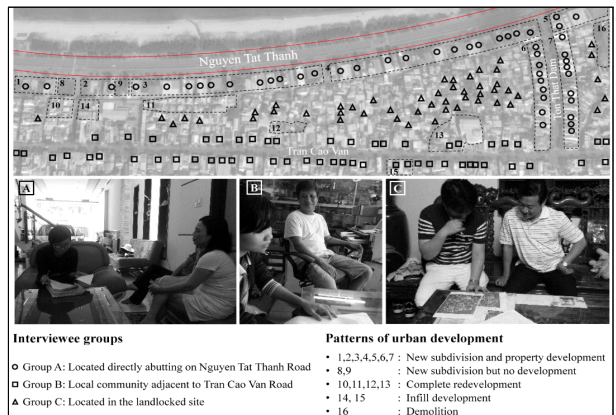 Nguyen Tat Thanh
1
8
2
9
3
4
5
6
7
16
Ton That Dam
10
14
11
12
13
Tran Cao Van
15
A
B
C
Interviewee groups
Group A: Located directly abutting on Nguyen Tat Thanh Road
Group B: Local community adjacent to Tran Cao Van Road
Group C: Located in the landlocked site
Patterns of urban development
• 1,2,3,4,5,6,7 : New subdivision and property development
• 8,9 : New subdivision but no development
• 10,11,12,13 : Complete redevelopment
• 14, 15 : Infill development
• 16 : Demolition